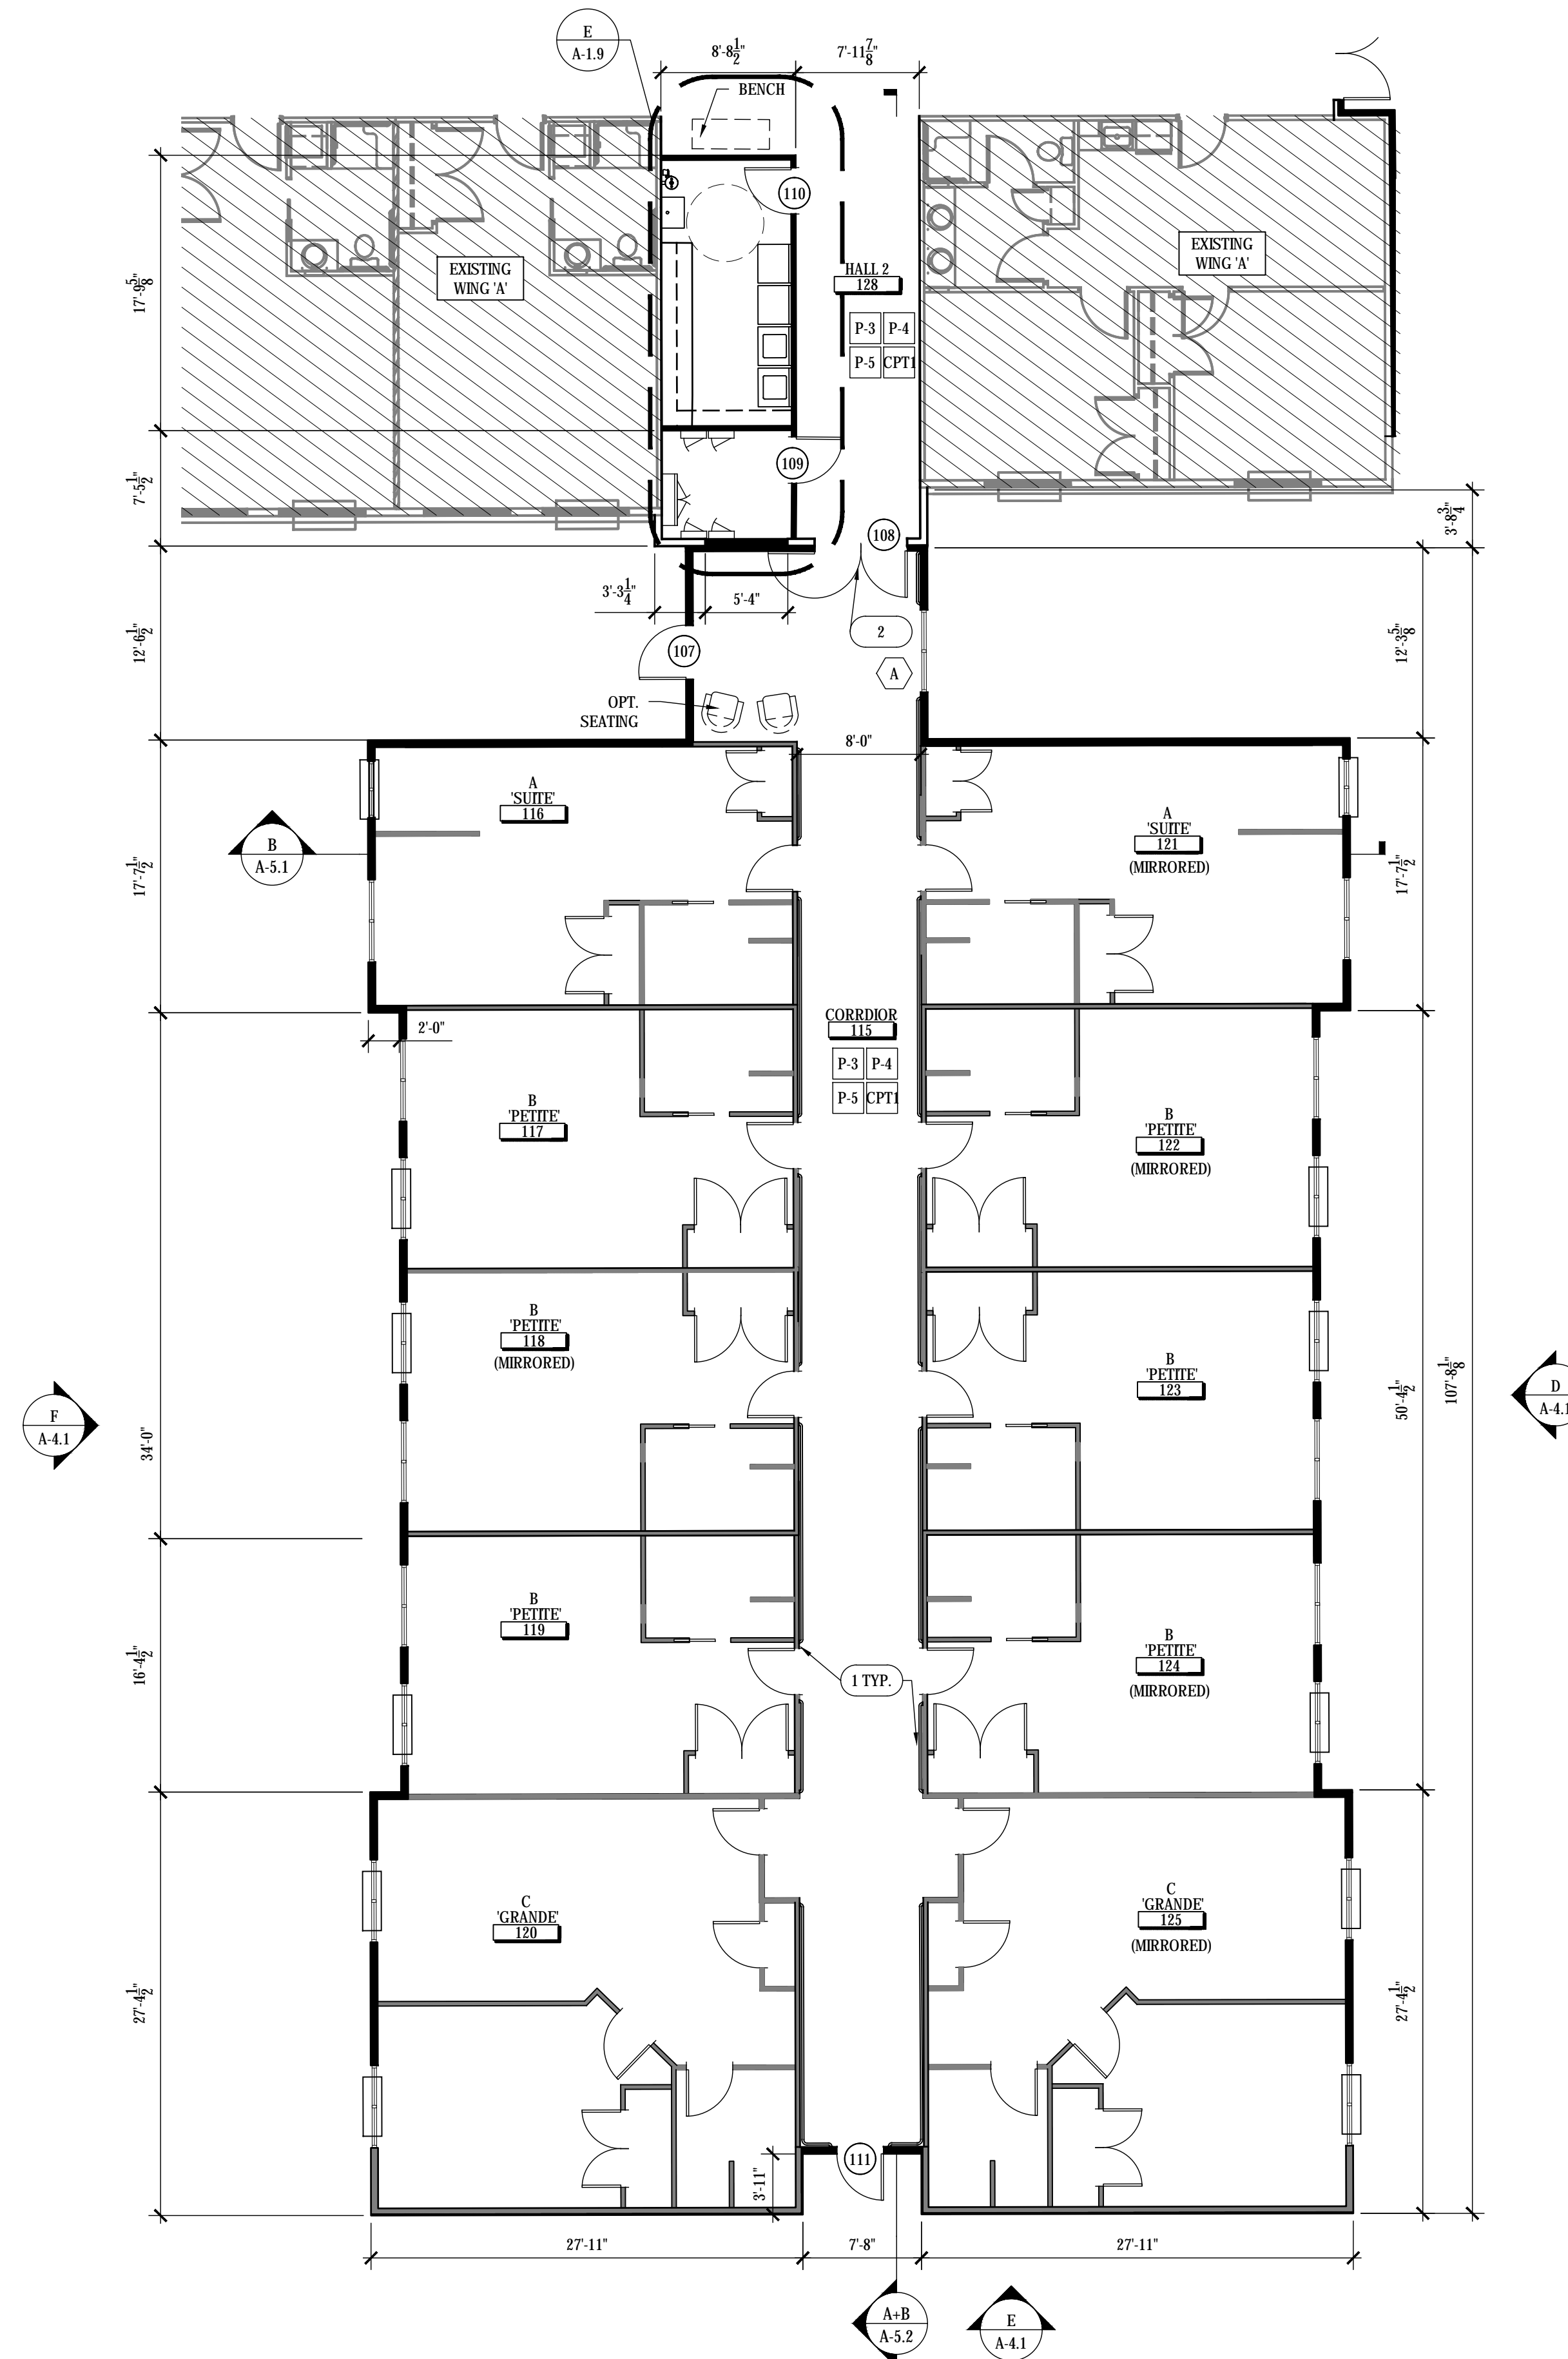 E
A-1.9
8'-8 1/2"
7'-11 7/8"
BENCH
110
EXISTING
WING 'A'
HALL 2
128
P-3 P-4
P-5 CPT1
EXISTING
WING 'A'
17'-9 5/8"
109
7'-5 1/2"
108
3'-8 3/4"
3'-3 1/4"
5'-4"
2
107
A
12'-6 1/2"
12'-3 5/8"
OPT.
SEATING
8'-0"
A
'SUITE'
116
A
'SUITE'
121
(MIRRORED)
B
A-5.1
17'-7 1/2"
17'-7 1/2"
CORRDIOR
115
P-3 P-4
P-5 CPT1
2'-0"
B
'PETITE'
117
B
'PETITE'
122
(MIRRORED)
B
'PETITE'
118
(MIRRORED)
B
'PETITE'
123
F
A-4.1
34'-0"
50'-4 1/2"
107'-8 1/8"
D
A-4.1
B
'PETITE'
119
B
'PETITE'
124
(MIRRORED)
16'-4 1/2"
1 TYP.
C
'GRANDE'
120
C
'GRANDE'
125
(MIRRORED)
27'-4 1/2"
27'-4 1/2"
111
3'-11"
27'-11"
7'-8"
27'-11"
A+B
A-5.2
E
A-4.1